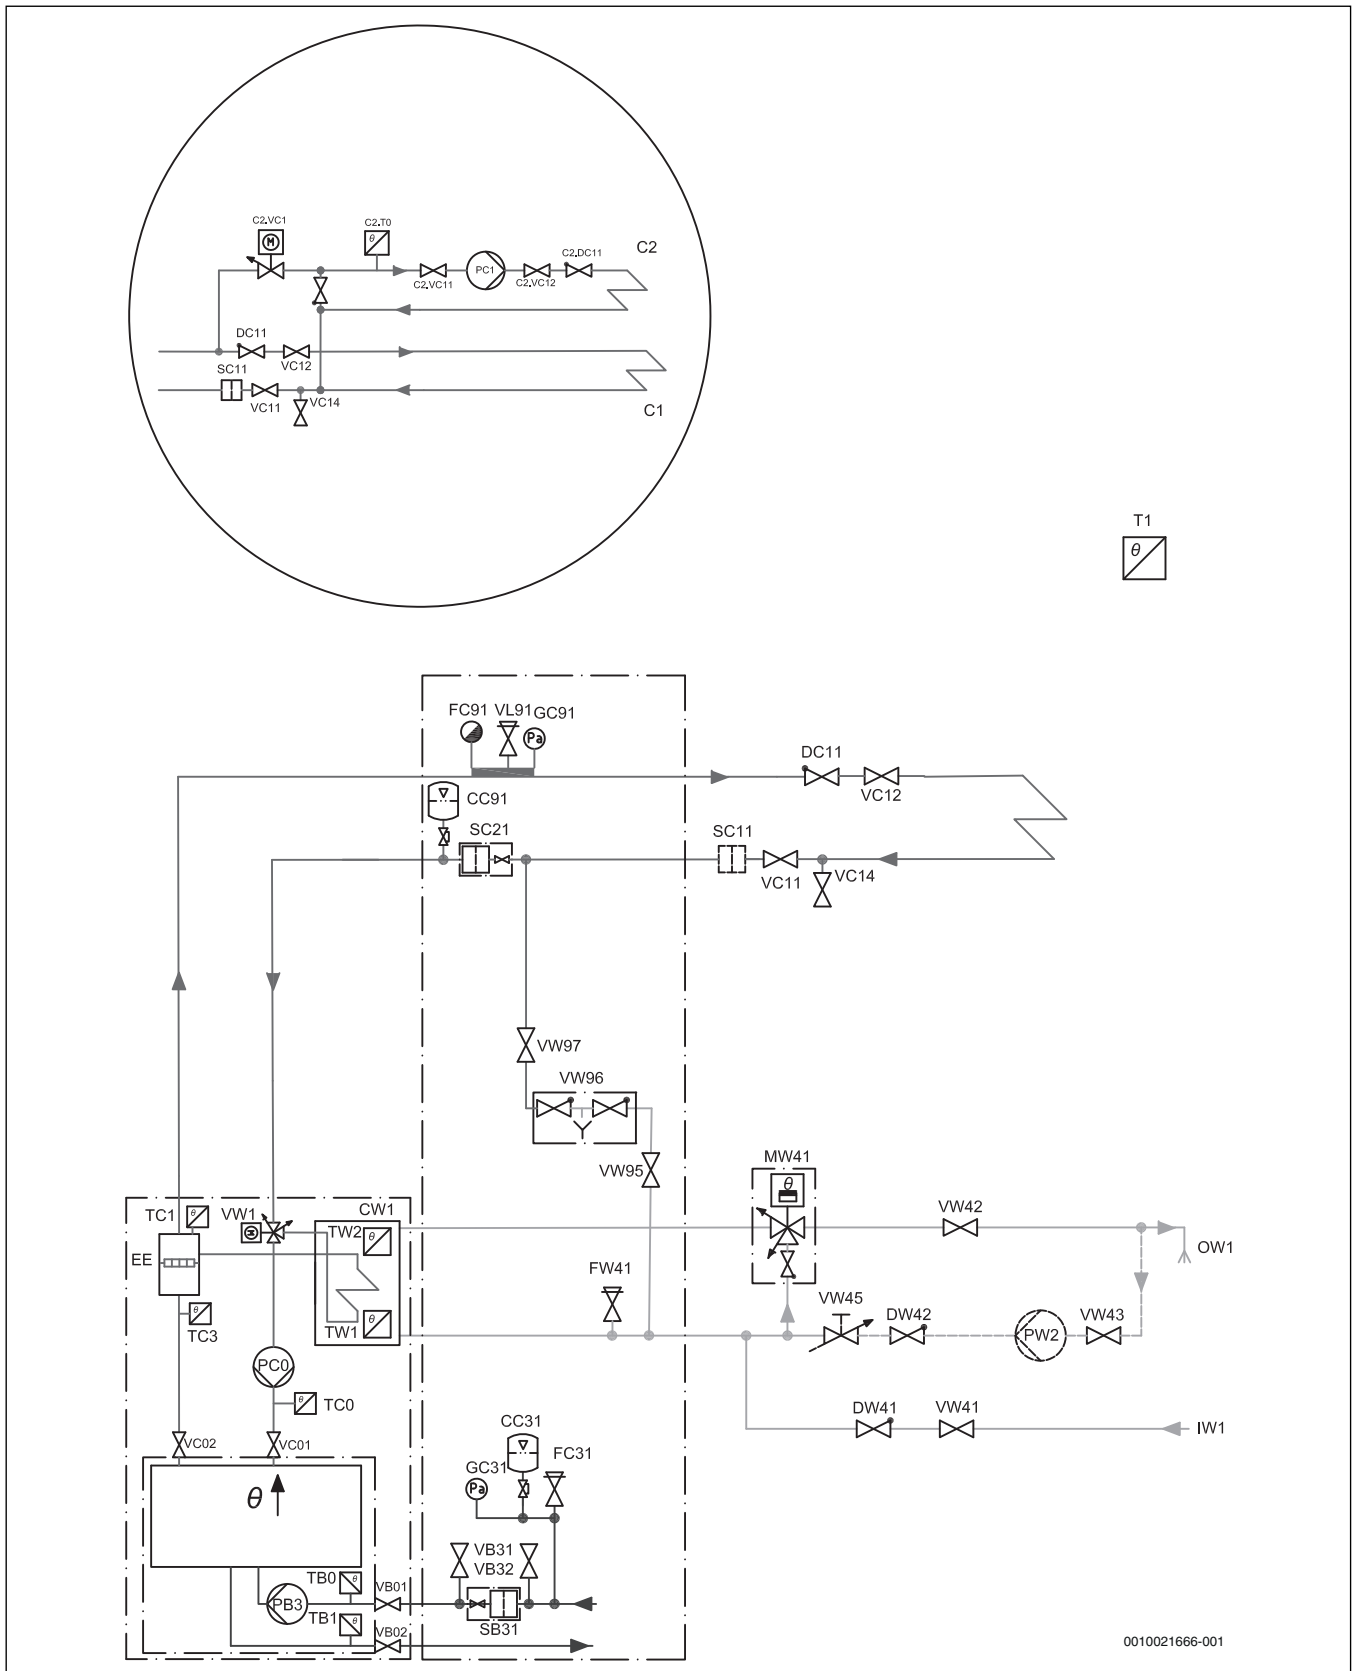 C2.VC1
M
C2.T0
θ
C2
C2.DC11
C2.VC11
PC1
C2.VC12
DC11
VC12
SC11
VC11
VC14
C1
T1
θ
FC91 VL91 GC91
Pa
DC11
VC12
CC91
SC21
SC11
VC11
VC14
VW97
VW96
VW95
MW41
θ
VW42
OW1
TC1
θ
VW1
M
CW1
TW2
θ
EE
FW41
VW45
DW42
PW2
VW43
TC3
θ
TW1
θ
PC0
TC0
θ
DW41
VW41
IW1
VC02
VC01
CC31
FC31
GC31
Pa
θ
VB31
VB32
TB0
θ
VB01
PB3
TB1
θ
VB02
SB31
0010021666-001